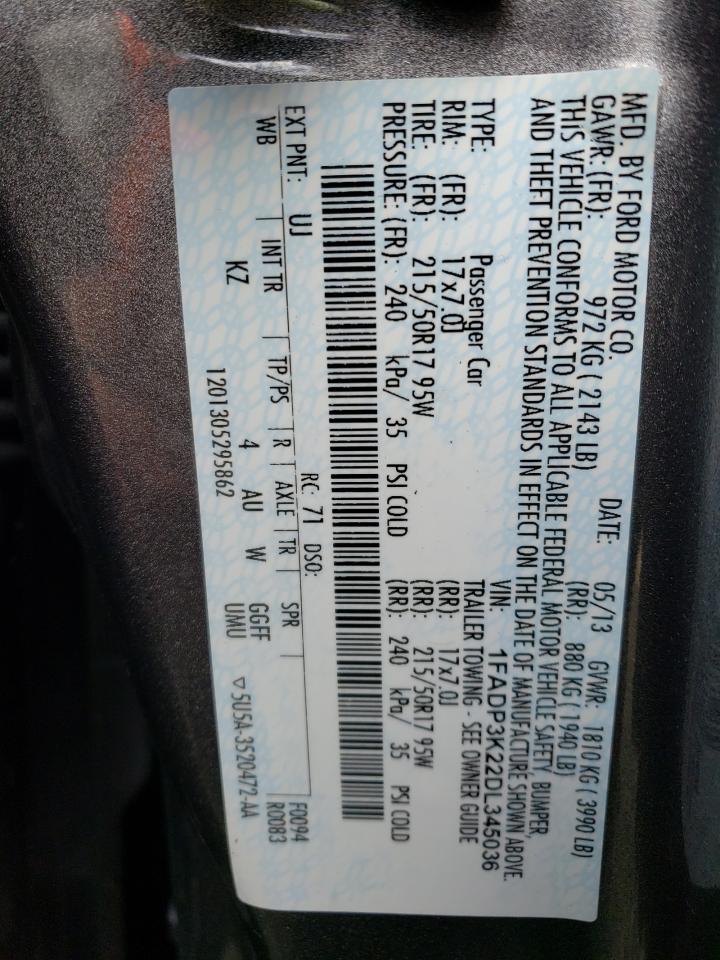 MFD. BY FORD MOTOR CO. DATE: 05/13 GVWR: 1810 KG ( 3990 LB)
GAWR: (FR): 972 KG ( 2143 LB) (RR): 880 KG ( 1940 LB)
THIS VEHICLE CONFORMS TO ALL APPLICABLE FEDERAL MOTOR VEHICLE SAFETY, BUMPER,
AND THEFT PREVENTION STANDARDS IN EFFECT ON THE DATE OF MANUFACTURE SHOWN ABOVE.
VIN: 1FADP3K22DL345036
TYPE: Passenger Car TRAILER TOWING - SEE OWNER GUIDE
RIM: (FR): 17x7.0J (RR): 17x7.0J
TIRE: (FR): 215/50R17 95W (RR): 215/50R17 95W
PRESSURE: (FR): 240 kPa/ 35 PSI COLD (RR): 240 kPa/ 35 PSI COLD
EXT PNT: UJ RC: 71 DSO: F0094
WB INT TR TP/PS R AXLE TR SPR R0083
KZ 4 AU W GGFF
UMU ▽5U5A-3520472-AA
1201305295862